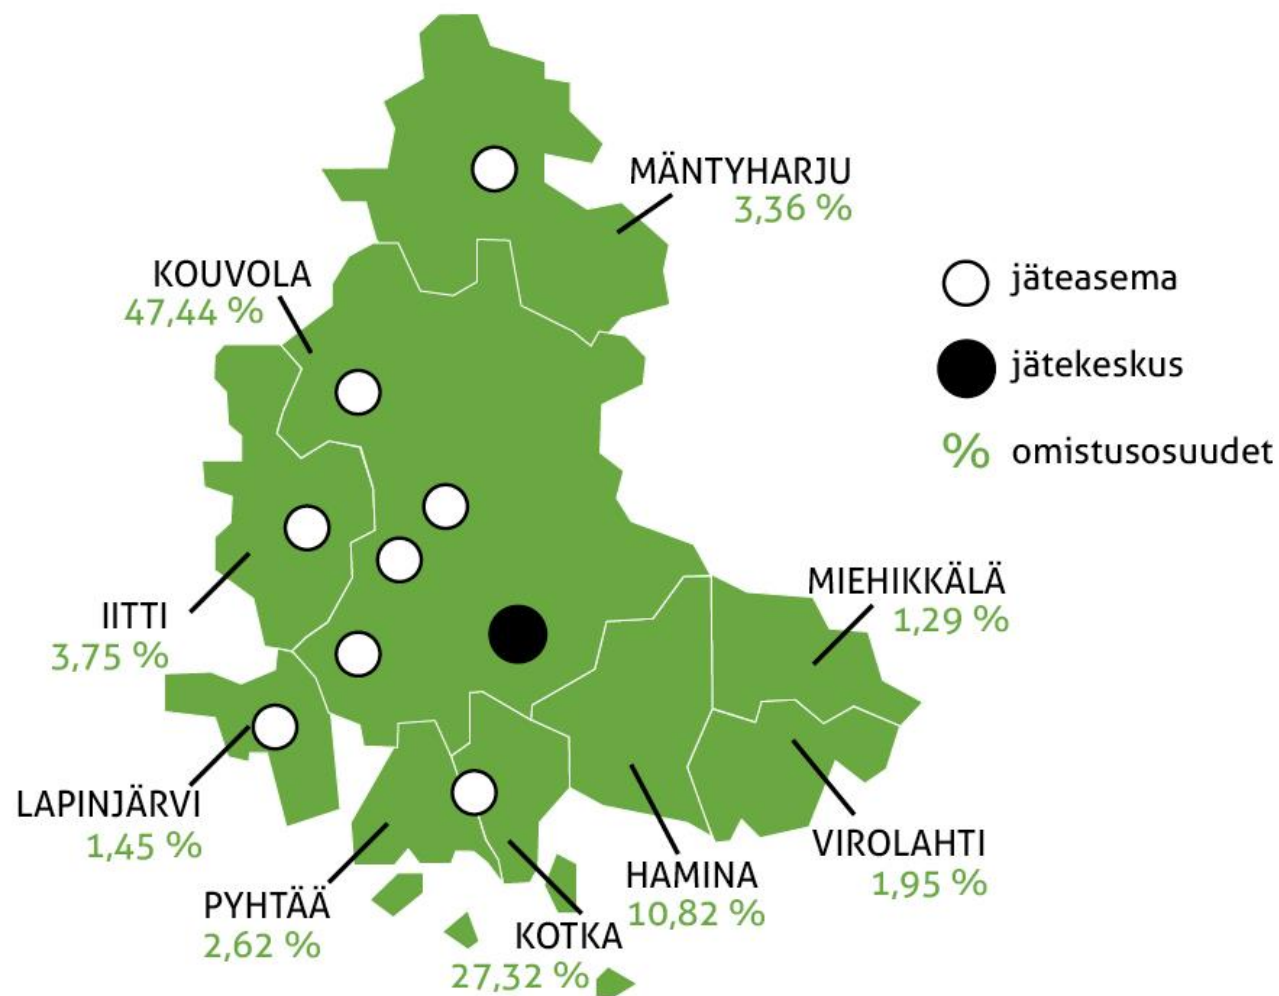 MÄNTYHARJU
3,36 %
KOUVOLA
47,44 %
jäteasema
jätekeskus
% omistusosuudet
MIEHIKKÄLÄ
1,29 %
IITTI
3,75 %
LAPINJÄRVI
1,45 %
VIROLAHTI
1,95 %
HAMINA
10,82 %
PYHTÄÄ
2,62 %
KOTKA
27,32 %